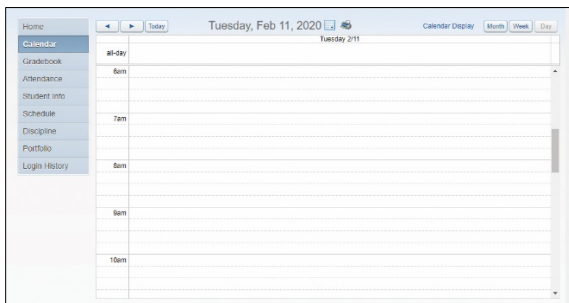 Home
Calendar
Gradebook
Attendance
Student Info
Schedule
Discipline
Portfolio
Login History
Today
Tuesday, Feb 11, 2020
Calendar Display
Month Week Day
Tuesday 2/11
all-day
6am
7am
8am
9am
10am